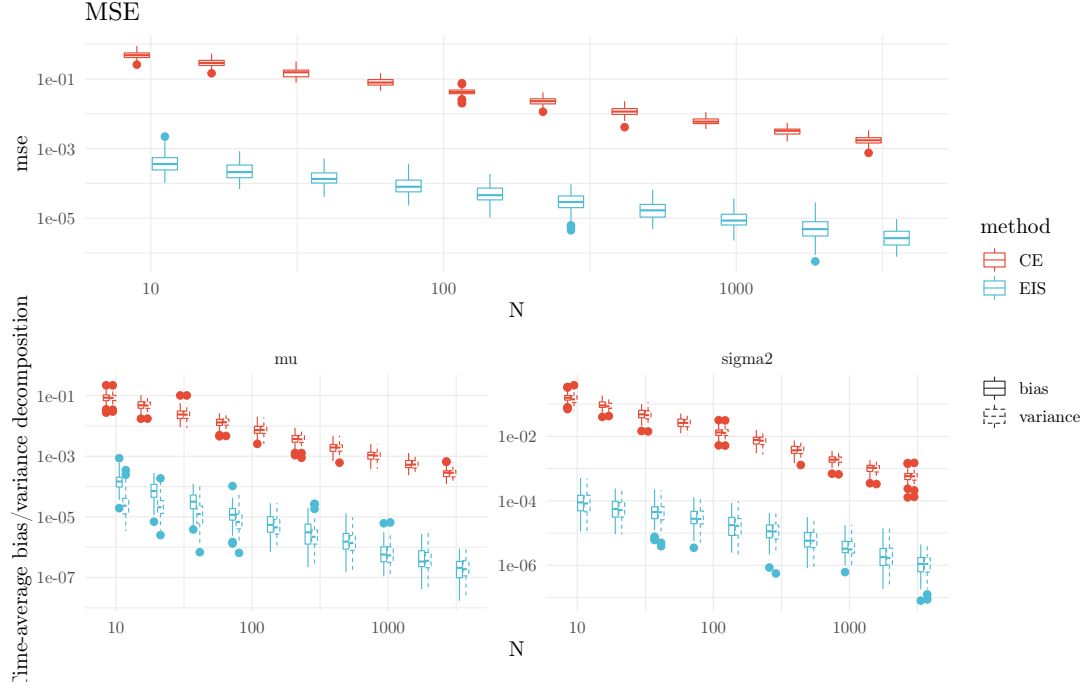 MSE
mse
1e-01
1e-03
1e-05
10
100
1000
N
method
CE
EIS
bias
variance
Time-average bias/variance decomposition
mu
1e-01
1e-03
1e-05
1e-07
10
100
1000
sigma2
1e-02
1e-04
1e-06
10
100
1000
N